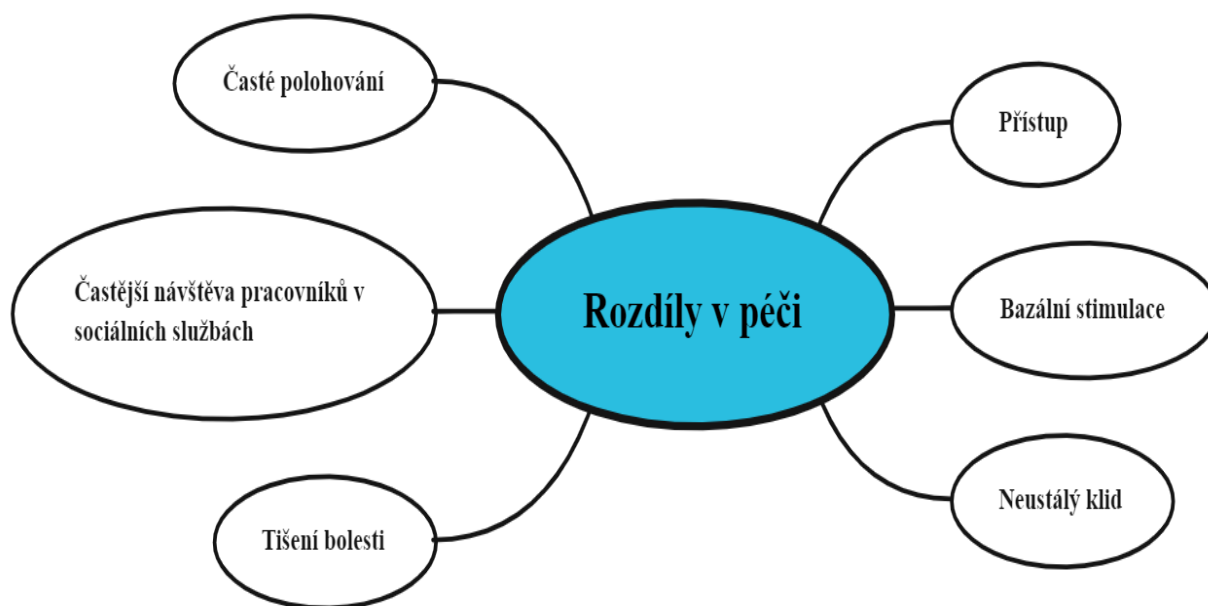 Časté polohování
Přístup
Častější návštěva pracovníků v
sociálních službách
Rozdíly v péči
Bazální stimulace
Tišení bolesti
Neustálý klid